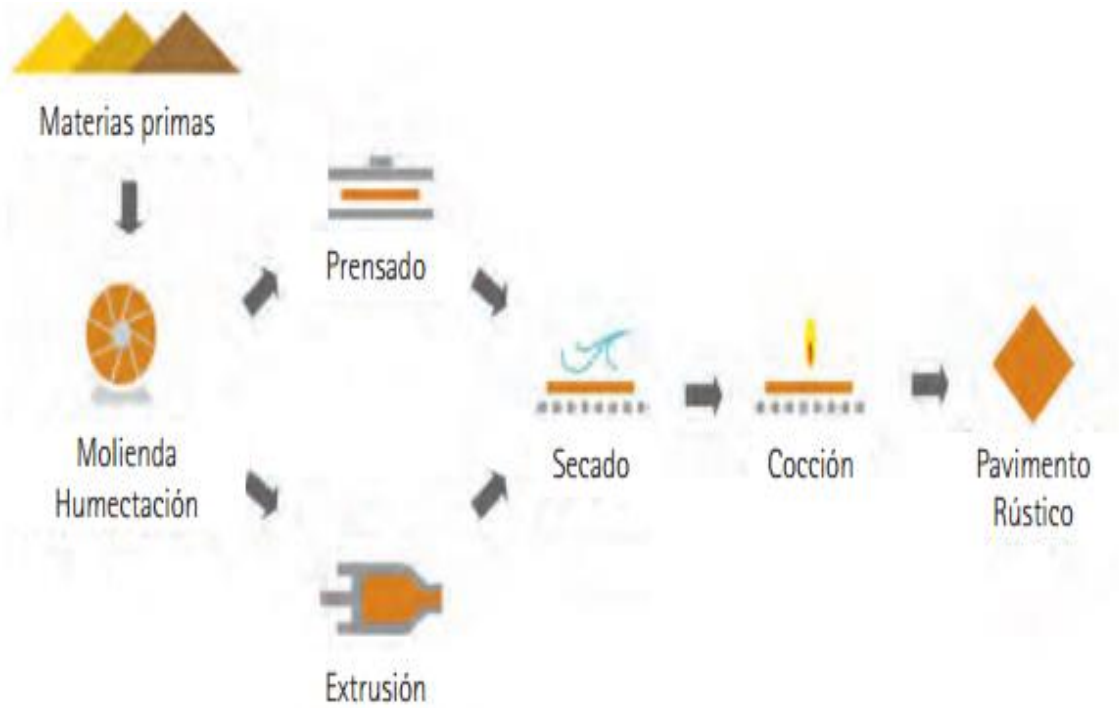 Materias primas
Molienda
Humectación
Prensado
Extrusión
Secado
Cocción
Pavimento
Rústico